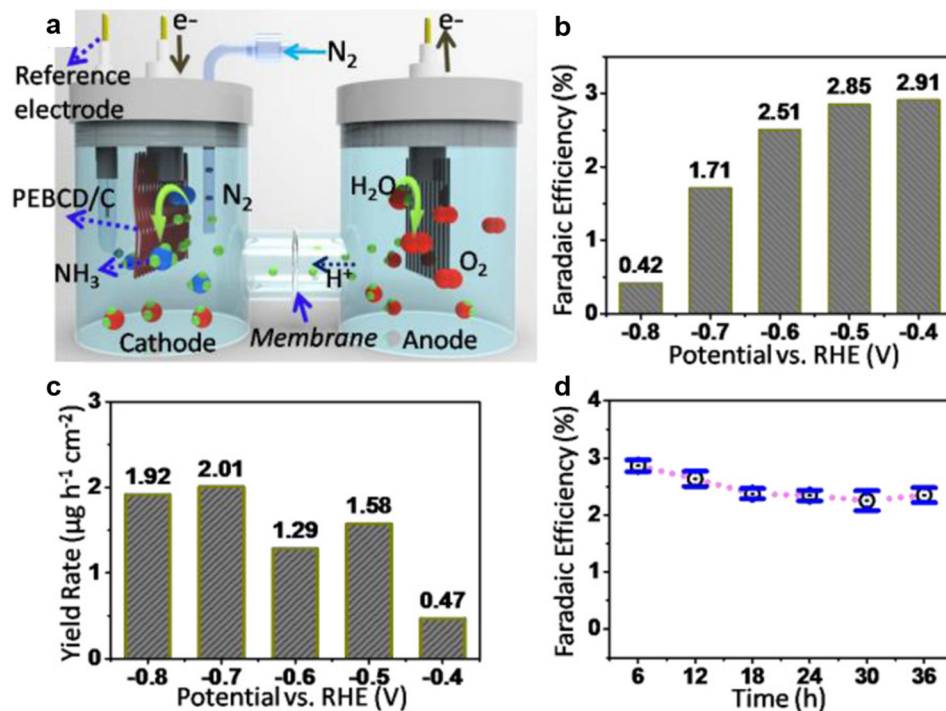 a
e-
e-
N₂
Reference
electrode
PEBCD/C
N₂
H₂O
NH₃
H⁺
O₂
Cathode
Membrane
Anode
b
Faradaic Efficiency (%)
3
2
1
0
0.42
1.71
2.51
2.85
2.91
-0.8
-0.7
-0.6
-0.5
-0.4
Potential vs. RHE (V)
c
Yield Rate (µg h⁻¹ cm⁻²)
3
2
1
0
1.92
2.01
1.29
1.58
0.47
-0.8
-0.7
-0.6
-0.5
-0.4
Potential vs. RHE (V)
d
Faradaic Efficiency (%)
4
3
2
1
0
6
12
18
24
30
36
Time (h)